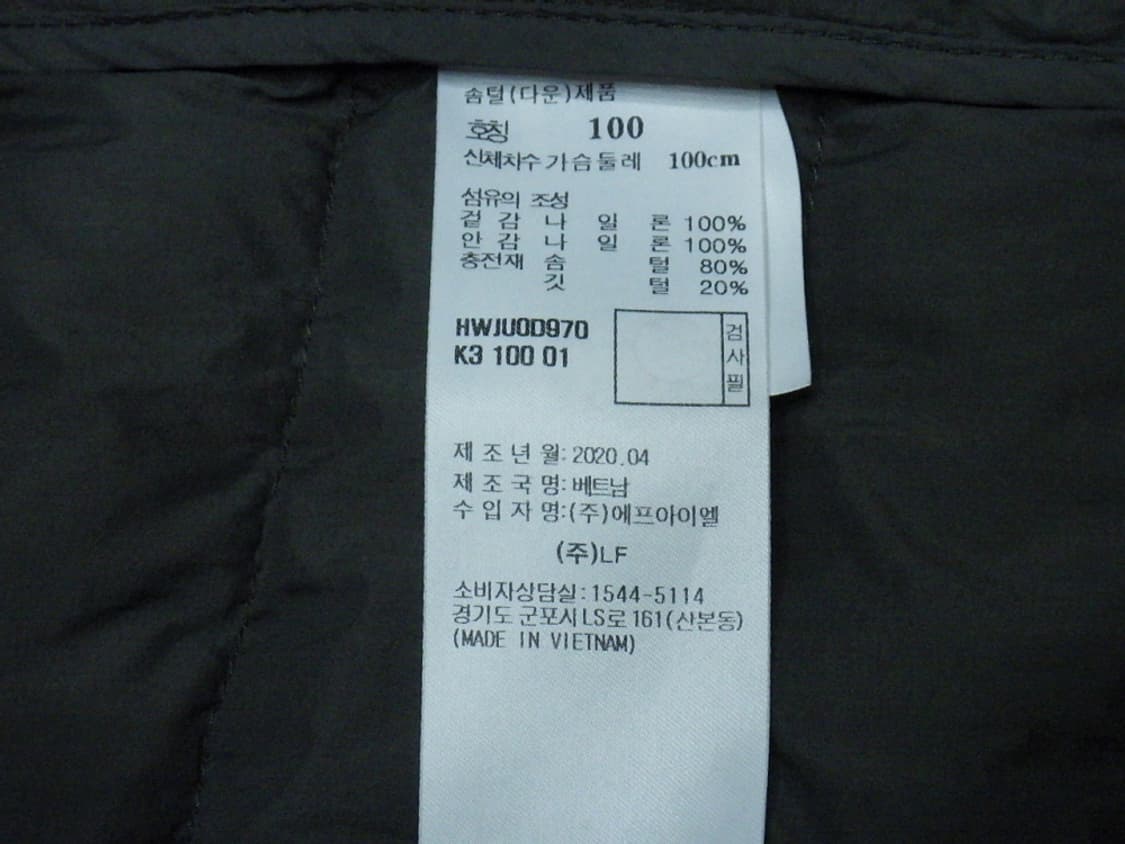 솜털(다운)제품
호칭 100
신체치수 가슴둘레 100cm
섬유의 조성
겉 감 나 일 론 100%
안 감 나 일 론 100%
충전재 솜 털 80%
깃 털 20%
HWJU0D970
K3 100 01
검사필
제 조 년 월: 2020.04
제 조 국 명: 베트남
수 입 자 명:(주)에프아이엘
(주)LF
소비자상담실:1544-5114
경기도 군포시 LS로 161(산본동)
(MADE IN VIETNAM)